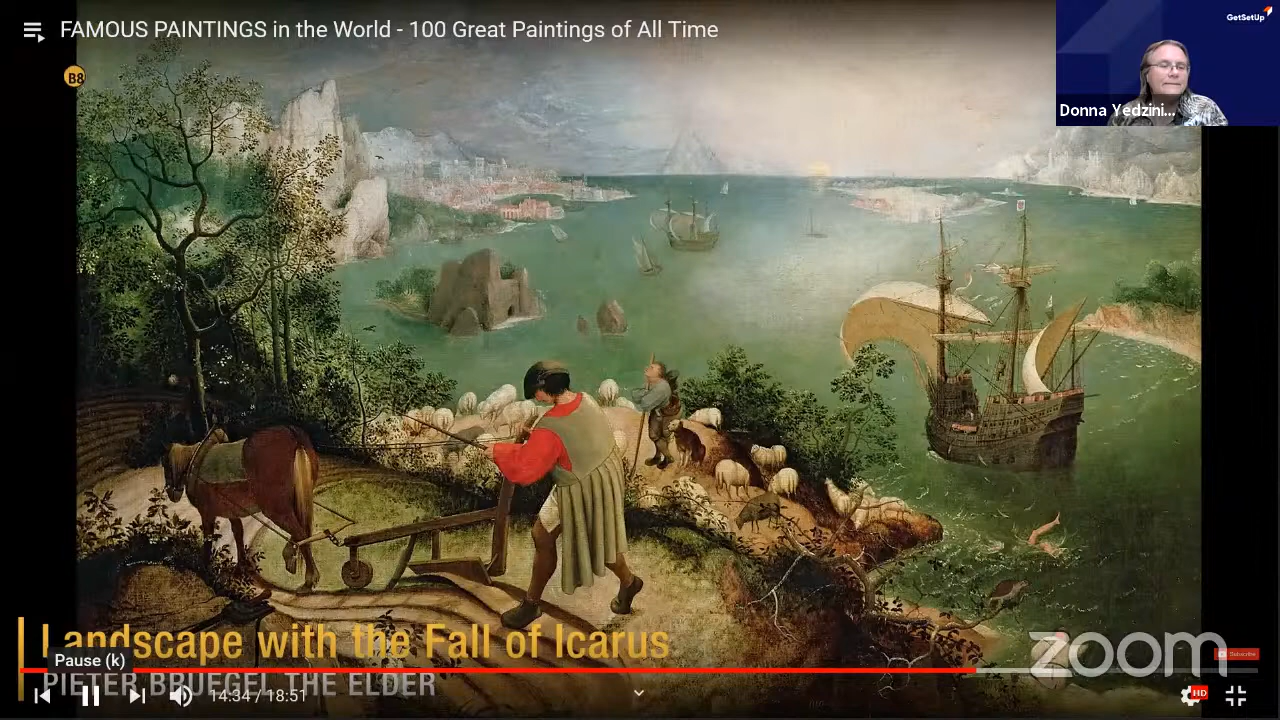 FAMOUS PAINTINGS in the World - 100 Great Paintings of All Time
GetSetUp
B8
Donna Yedzini...
Landscape with the Fall of Icarus
Pause (k)
PIETER BRUEGEL THE ELDER
14:34 / 18:51
HD
zoom
Subscribe